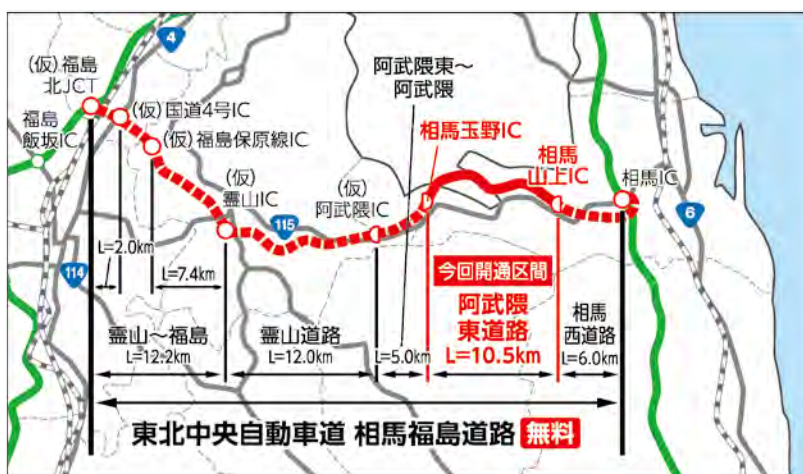 4
(仮)福島
北JCT
(仮)国道4号IC
福島
飯坂IC
(仮)福島保原線IC
(仮)
霊山IC
115
(仮)
阿武隈IC
阿武隈東〜
阿武隈
相馬玉野IC
相馬
山上IC
相馬IC
6
114
L=2.0km
L=7.4km
霊山〜福島
L=12.2km
霊山道路
L=12.0km
L=5.0km
今回開通区間
阿武隈
東道路
L=10.5km
相馬
西道路
L=6.0km
東北中央自動車道 相馬福島道路 無料